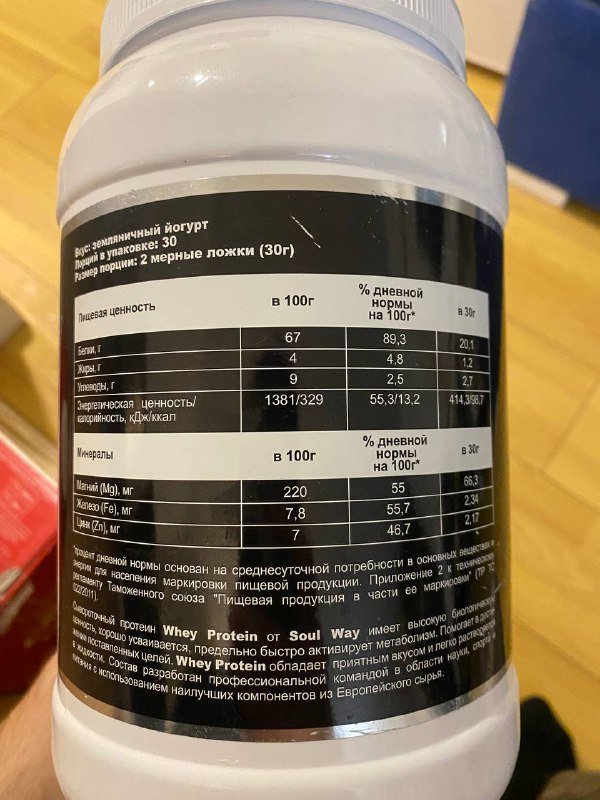 Вкус: земляничный йогурт
Порций в упаковке: 30
Размер порции: 2 мерные ложки (30г)
Пищевая ценность в 100г % дневной нормы на 100г* в 30г
Белки, г 67 89,3 20,1
Жиры, г 4 4,8 1,2
Углеводы, г 9 2,5 2,7
Энергетическая ценность/ калорийность, кДж/ккал 1381/329 55,3/13,2 414,3/98,7
Минералы в 100г % дневной нормы на 100г* в 30г
Магний (Mg), мг 220 55 66,3
Железо (Fe), мг 7,8 55,7 2,34
Цинк (Zn), мг 7 46,7 2,17
*процент дневной нормы основан на среднесуточной потребности в основных веществах и
энергии для населения маркировки пищевой продукции. Приложение 2 к техническому
регламенту Таможенного союза "Пищевая продукция в части ее маркировки" (ТР ТС
022/2011).
Сывороточный протеин Whey Protein от Soul Way имеет высокую биологическую
ценность, хорошо усваивается, предельно быстро активирует метаболизм. Помогает в дости-
жении поставленных целей. Whey Protein обладает приятным вкусом и легко растворяется
в жидкости. Состав разработан профессиональной командой в области науки, спорта и
питания с использованием наилучших компонентов из Европейского сырья.